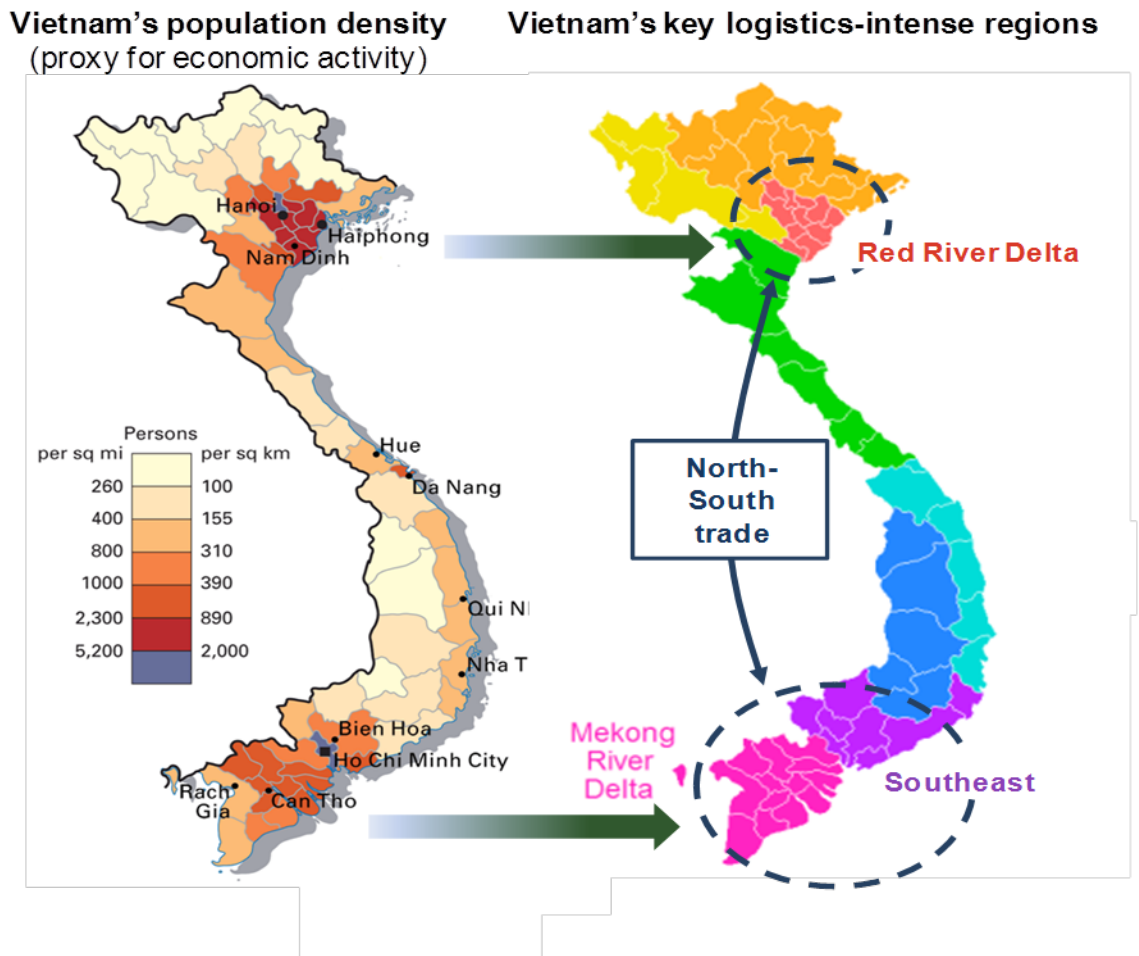 Vietnam's population density
(proxy for economic activity)
Vietnam's key logistics-intense regions
Hanoi
Haiphong
Nam Dinh
Hue
Da Nang
Qui N
Nha T
Bien Hoa
Ho Chi Minh City
Rach
Gia
Can Tho
Persons
per sq mi per sq km
260 100
400 155
800 310
1000 390
2,300 890
5,200 2,000
Red River Delta
North-
South
trade
Mekong
River
Delta
Southeast